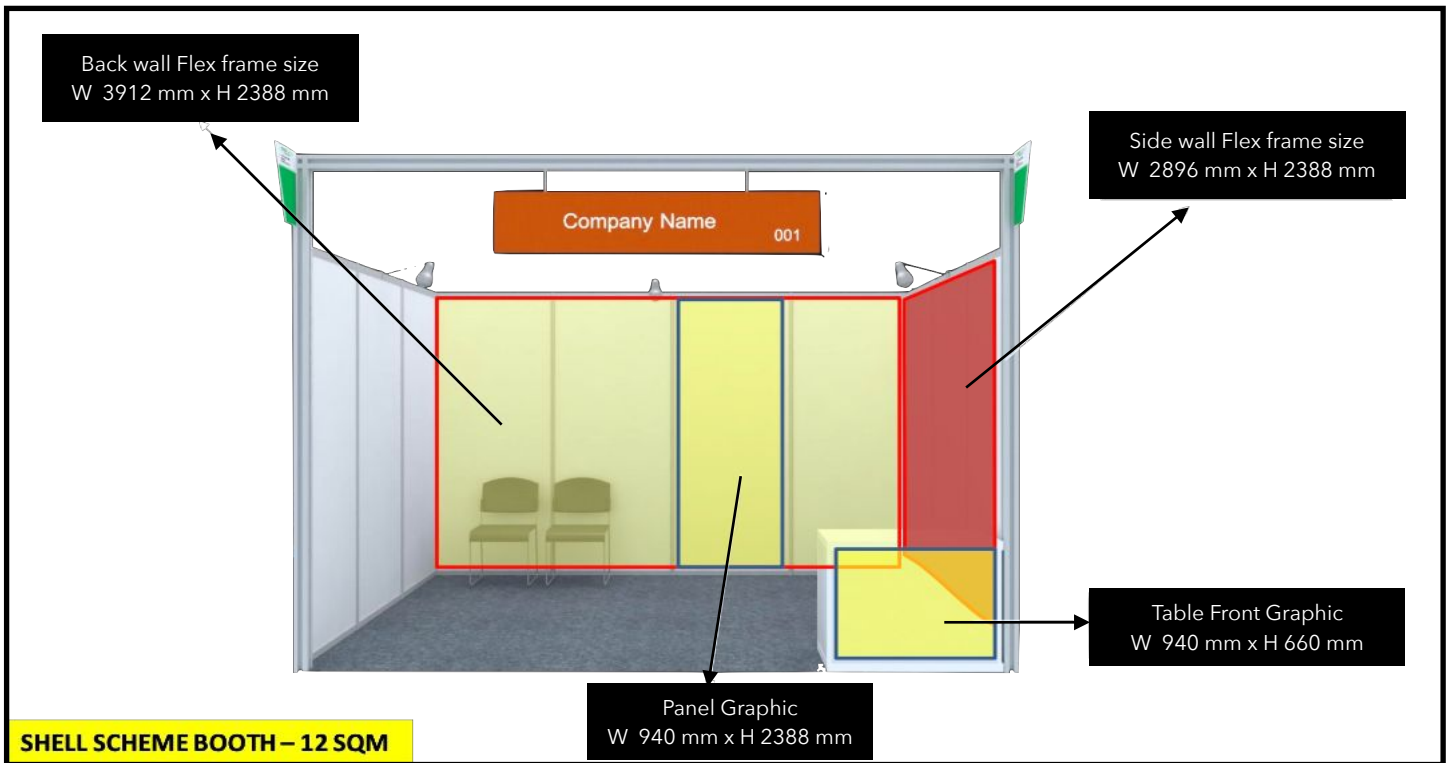 Back wall Flex frame size
W 3912 mm x H 2388 mm
Side wall Flex frame size
W 2896 mm x H 2388 mm
Company Name
001
Table Front Graphic
W 940 mm x H 660 mm
Panel Graphic
W 940 mm x H 2388 mm
SHELL SCHEME BOOTH – 12 SQM